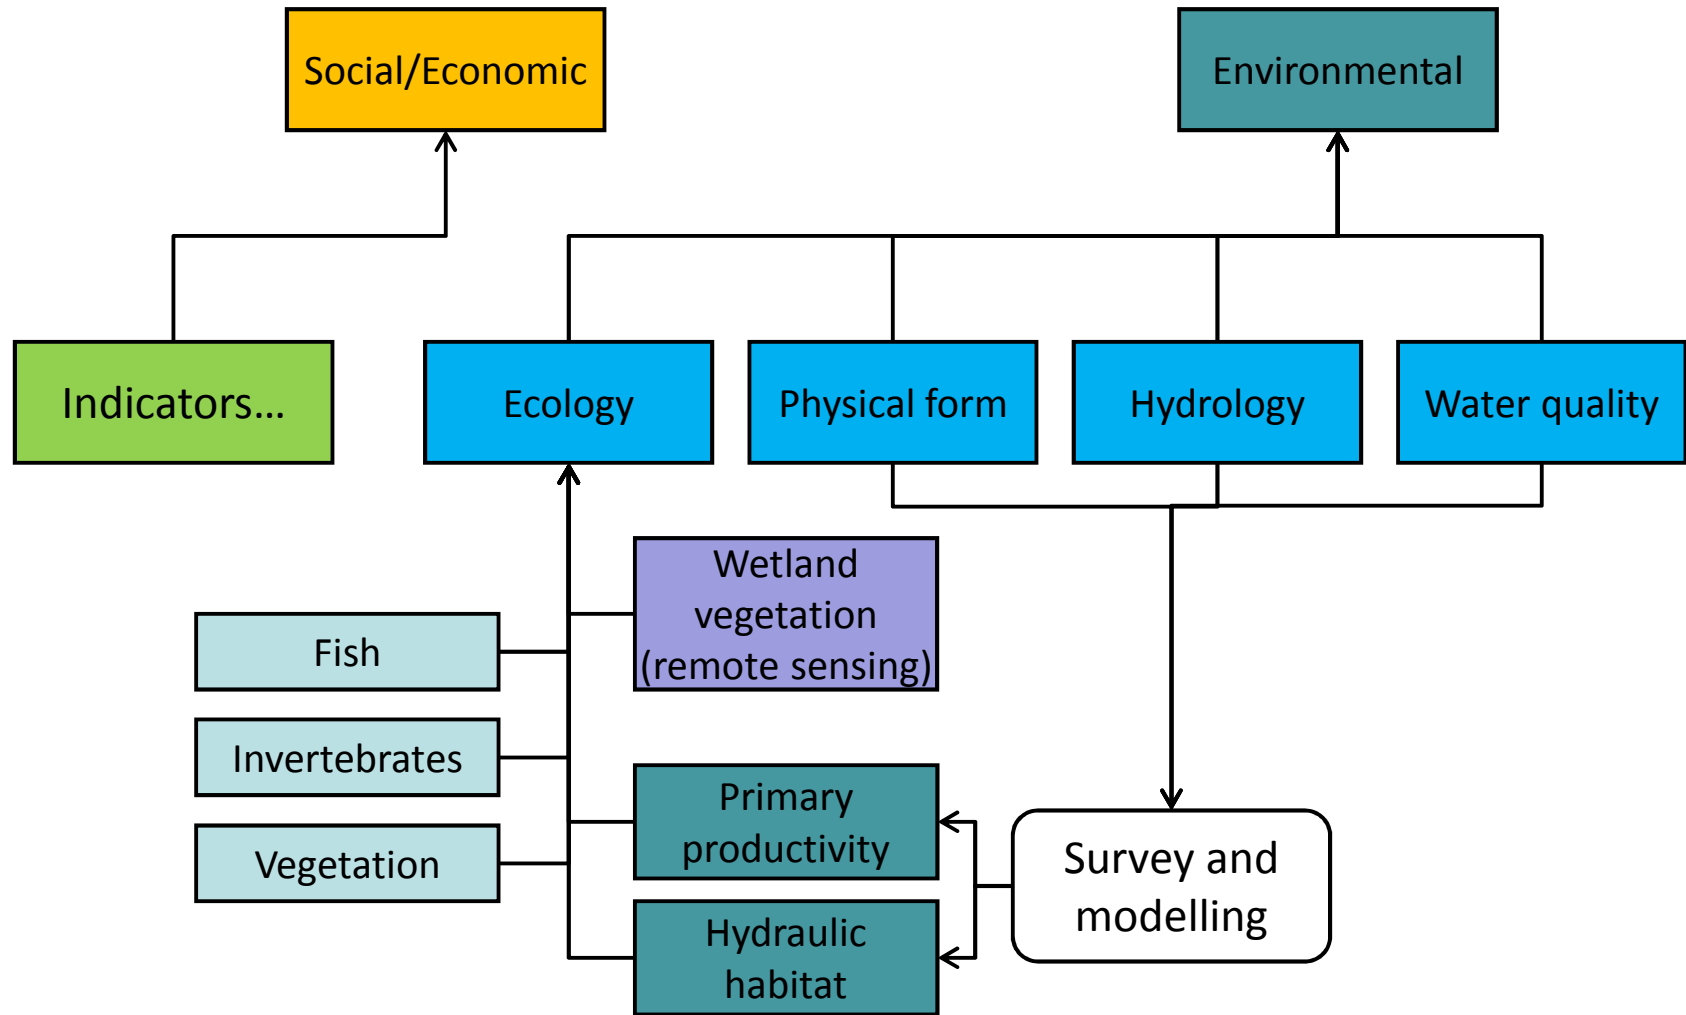 Social/Economic
Environmental
Indicators…
Ecology
Physical form
Hydrology
Water quality
Wetland
vegetation
(remote sensing)
Fish
Invertebrates
Vegetation
Primary
productivity
Hydraulic
habitat
Survey and
modelling